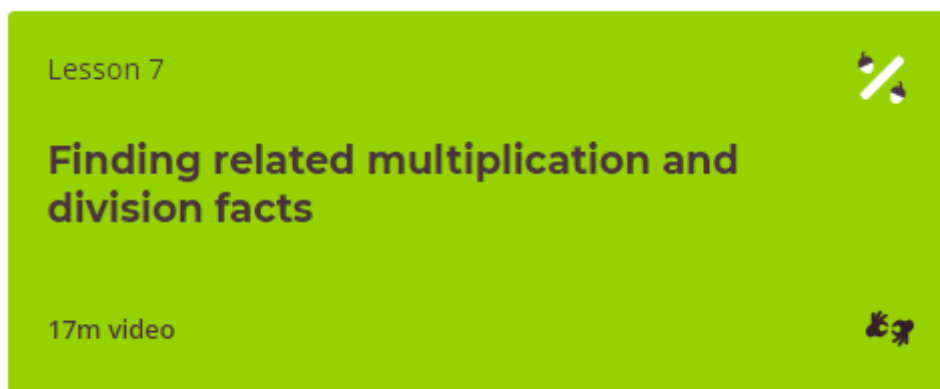 Lesson 7
Finding related multiplication and
division facts
17m video